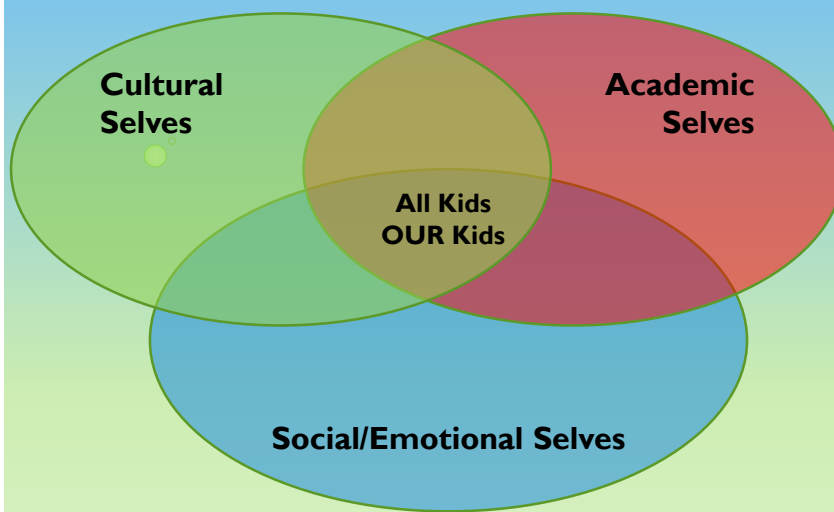 Cultural
Selves
Academic
Selves
All Kids
OUR Kids
Social/Emotional Selves